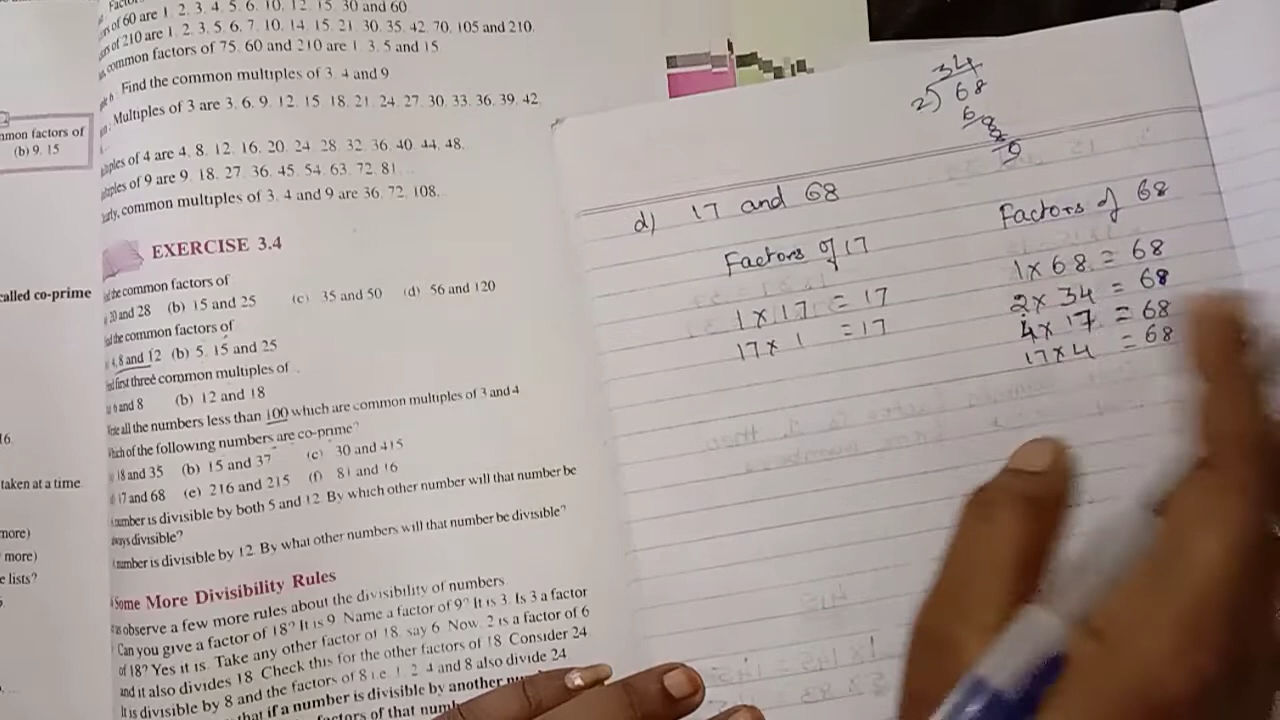 of 60 are 1. 2. 3. 4. 5. 6. 10. 12. 15. 30 and 60
of 210 are 1. 2. 3. 5. 6. 7. 10. 14. 15. 21. 30. 35. 42. 70. 105 and 210.
common factors of 75. 60 and 210 are 1. 3. 5 and 15
Find the common multiples of 3. 4 and 9
Multiples of 3 are 3. 6. 9. 12. 15. 18. 21. 24. 27. 30. 33. 36. 39. 42.
of 4 are 4. 8. 12. 16. 20. 24. 28. 32. 36. 40. 44. 48.
of 9 are 9. 18. 27. 36. 45. 54. 63. 72. 81
common multiples of 3. 4 and 9 are 36. 72. 108.
factors of
(b) 9. 15
EXERCISE 3.4
the common factors of
20 and 28 (b) 15 and 25 (c) 35 and 50 (d) 56 and 120
the common factors of
4, 8 and 12 (b) 5. 15 and 25
first three common multiples of
6 and 8 (b) 12 and 18
all the numbers less than 100 which are common multiples of 3 and 4
of the following numbers are co-prime?
18 and 35 (b) 15 and 37 (c) 30 and 415
17 and 68 (e) 216 and 215 (f) 81 and 16
number is divisible by both 5 and 12 By which other number will that number be
divisible?
number is divisible by 12 By what other numbers will that number be divisible?
Some More Divisibility Rules
observe a few more rules about the divisibility of numbers
Can you give a factor of 18? It is 9 Name a factor of 9? It is 3. Is 3 a factor
of 18? Yes it is. Take any other factor of 18. say 6 Now. 2 is a factor of 6
and it also divides 18 Check this for the other factors of 18 Consider 24
It is divisible by 8 and the factors of 8 i.e. 1. 2. 4 and 8 also divide 24
that if a number is divisible by another
factors of that
called co-prime
16
taken at a time
more)
more)
lists?
34
2) 68
68
d) 17 and 68
Factors of 17
1 x 17 = 17
17 x 1 = 17
Factors of 68
1 x 68 = 68
2 x 34 = 68
4 x 17 = 68
17 x 4 = 68